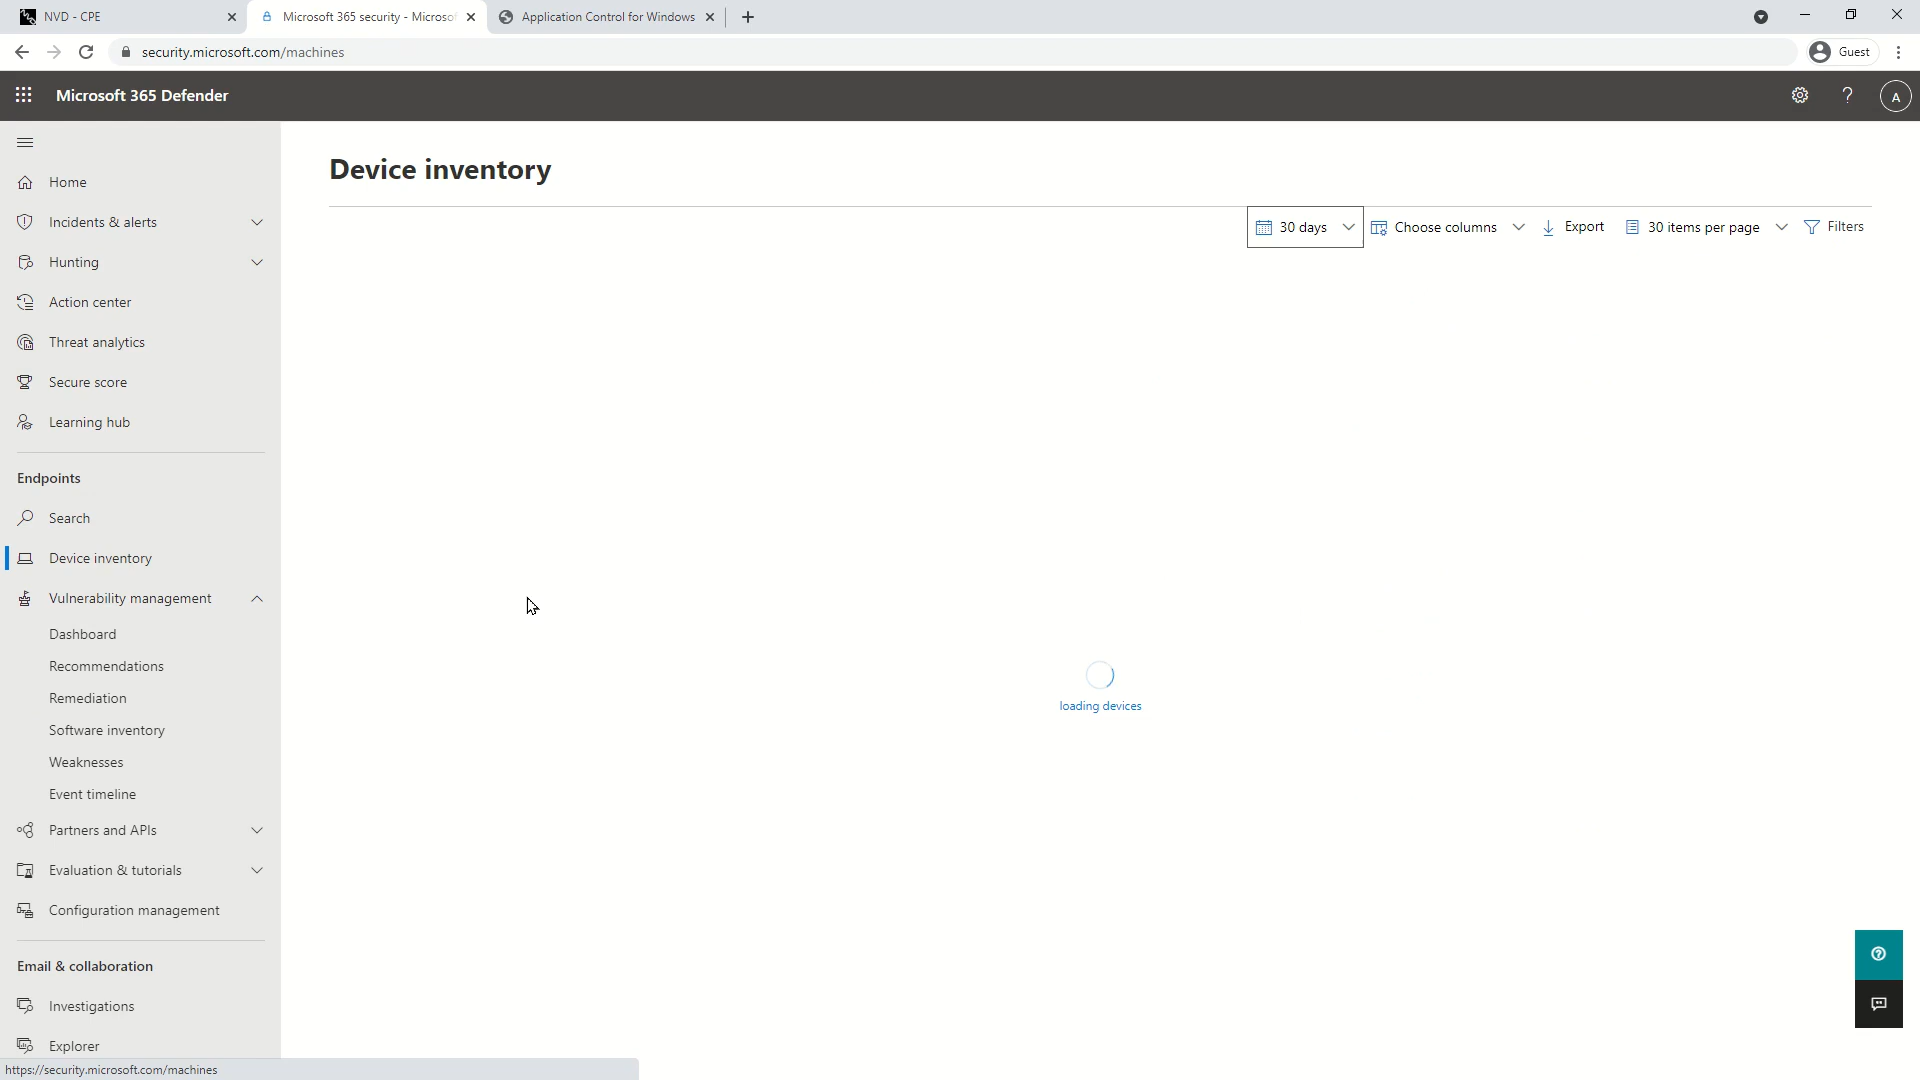 NVD - CPE
Microsoft 365 security - Microsof
Application Control for Windows
security.microsoft.com/machines
Guest
Microsoft 365 Defender
?
A
Home
Incidents & alerts
Hunting
Action center
Threat analytics
Secure score
Learning hub
Endpoints
Search
Device inventory
Vulnerability management
Dashboard
Recommendations
Remediation
Software inventory
Weaknesses
Event timeline
Partners and APIs
Evaluation & tutorials
Configuration management
Email & collaboration
Investigations
Explorer
Device inventory
30 days
Choose columns
Export
30 items per page
Filters
loading devices
https://security.microsoft.com/machines